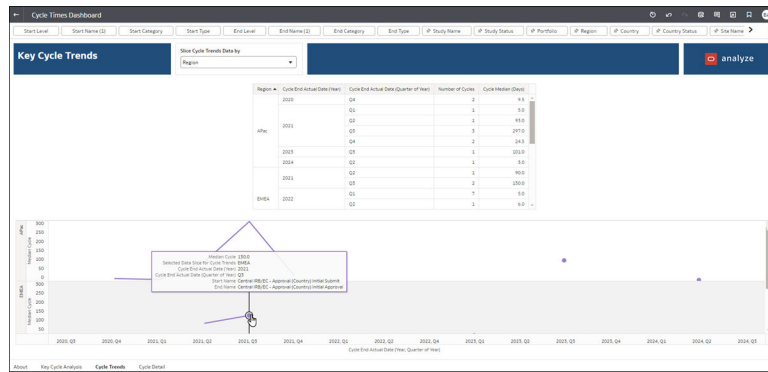 Cycle Times Dashboard
Start Level Start Name (1) Start Category Start Type End Level End Name (1) End Category End Type Study Name Study Status Portfolio Region Country Country Status Site Name
Key Cycle Trends
Slice Cycle Trends Data by
Region
analyze
Region Cycle End Actual Date (Year) Cycle End Actual Date (Quarter of Year) Number of Cycles Cycle Median (Days)
APac 2020 Q4 2 9.5
2021 Q1 1 5.0
Q2 1 93.0
Q3 3 297.0
Q4 2 24.5
2023 Q3 1 101.0
2024 Q2 1 5.0
EMEA 2021 Q2 1 90.0
Q3 2 130.0
2022 Q1 7 5.0
Q2 1 6.0
APac
Median Cycle
300
250
200
150
100
50
0
Median Cycle 130.0
Selected Data Slice for Cycle Trends EMEA
Cycle End Actual Date (Year) 2021
Cycle End Actual Date (Quarter of Year) Q3
Start Name Central IRB/EC - Approval (Country) Initial Submit
End Name Central IRB/EC - Approval (Country) Initial Approval
EMEA
Median Cycle
300
250
200
150
100
50
2020, Q3 2020, Q4 2021, Q1 2021, Q2 2021, Q3 2021, Q4 2022, Q1 2022, Q2 2022, Q3 2022, Q4 2023, Q1 2023, Q2 2023, Q3 2023, Q4 2024, Q1 2024, Q2 2024, Q3
Cycle End Actual Date (Year, Quarter of Year)
About Key Cycle Analysis Cycle Trends Cycle Detail